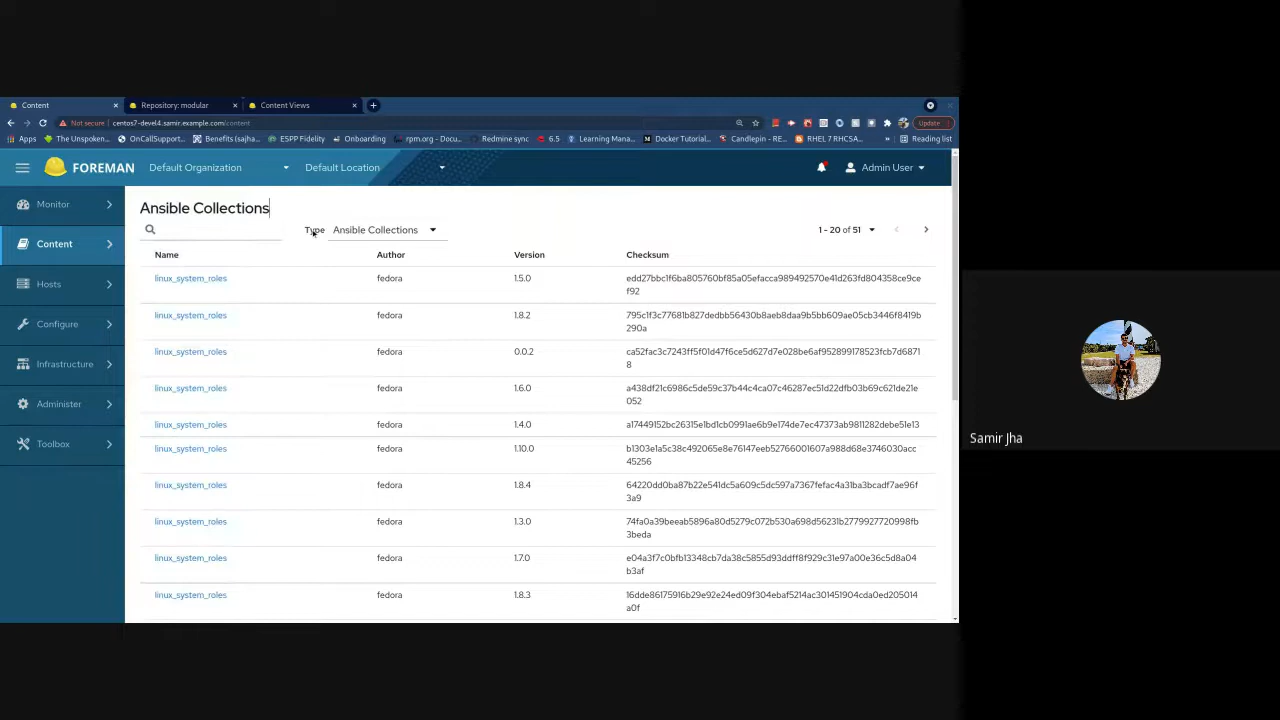 Content
Repository: modular
Content Views
Not secure | centos7-devel4.samir.example.com/content
Update
Apps
The Unspoken...
OnCallSupport...
Benefits (sajha...
ESPP Fidelity
Onboarding
rpm.org - Docu...
Redmine sync
6.5
Learning Mana...
Docker Tutorial...
Candlepin - RE...
RHEL 7 RHCSA...
»
Reading list
FOREMAN
Default Organization
Default Location
Admin User
Monitor
Content
Hosts
Configure
Infrastructure
Administer
Toolbox
Ansible Collections
Type
Ansible Collections
1 - 20 of 51
Name Author Version Checksum
linux_system_roles fedora 1.5.0 edd27bbc1f6ba805760bf85a05efacca989492570e41d263fd804358ce9ce
f92
linux_system_roles fedora 1.8.2 795c1f3c77681b827dedbb56430b8aeb8daa9b5bb609ae05cb3446f8419b
290a
linux_system_roles fedora 0.0.2 ca52fac3c7243ff5f01d47f6ce5d627d7e028be6af952899178523fcb7d6871
8
linux_system_roles fedora 1.6.0 a438df21c6986c5de59c37b44c4ca07c46287ec51d22dfb03b69c621de21e
052
linux_system_roles fedora 1.4.0 a17449152bc26315e1bd1cb0991ae6b9e174de7ec47373ab9811282debe51e13
linux_system_roles fedora 1.10.0 b1303e1a5c38c492065e8e76147eeb52766001607a988d68e3746030acc
45256
linux_system_roles fedora 1.8.4 64220dd0ba87b22e541dc5a609c5dc597a7367fefac4a31ba3bcadf7ae96f
3a9
linux_system_roles fedora 1.3.0 74fa0a39beeab5896a80d5279c072b530a698d56231b2779927720998fb
3beda
linux_system_roles fedora 1.7.0 e04a3f7c0bfb13348cb7da38c5855d93ddff8f929c31e97a00e36c5d8a04
b3af
linux_system_roles fedora 1.8.3 16dde86175916b29e92e24ed09f304ebaf5214ac301451904cda0ed205014
a0f
Samir Jha